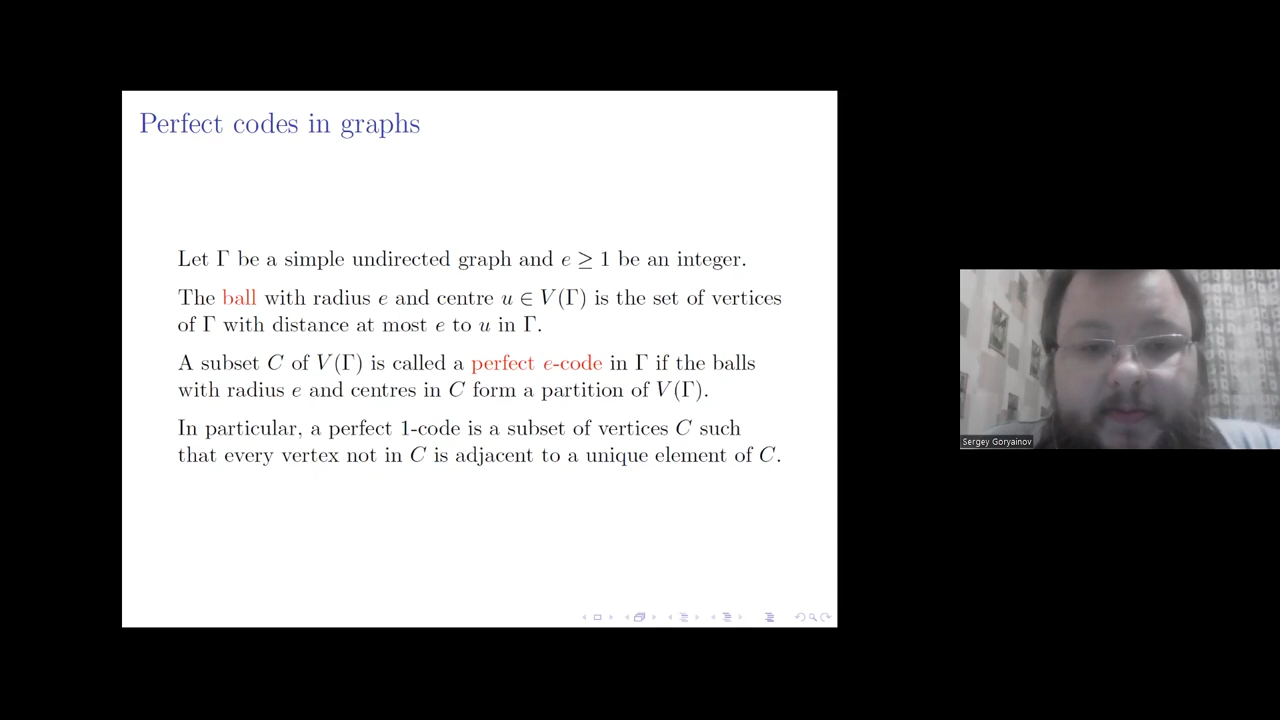 Perfect codes in graphs
Let Γ be a simple undirected graph and e ≥ 1 be an integer.
The ball with radius e and centre u ∈ V(Γ) is the set of vertices
of Γ with distance at most e to u in Γ.
A subset C of V(Γ) is called a perfect e-code in Γ if the balls
with radius e and centres in C form a partition of V(Γ).
In particular, a perfect 1-code is a subset of vertices C such
that every vertex not in C is adjacent to a unique element of C.
Sergey Goryainov